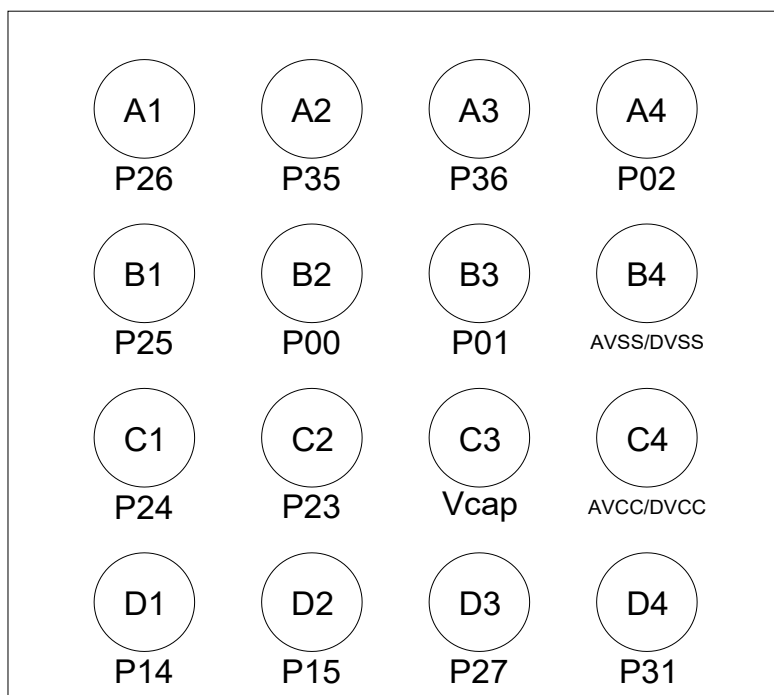 A1 A2 A3 A4
P26 P35 P36 P02
B1 B2 B3 B4
P25 P00 P01 AVSS/DVSS
C1 C2 C3 C4
P24 P23 Vcap AVCC/DVCC
D1 D2 D3 D4
P14 P15 P27 P31